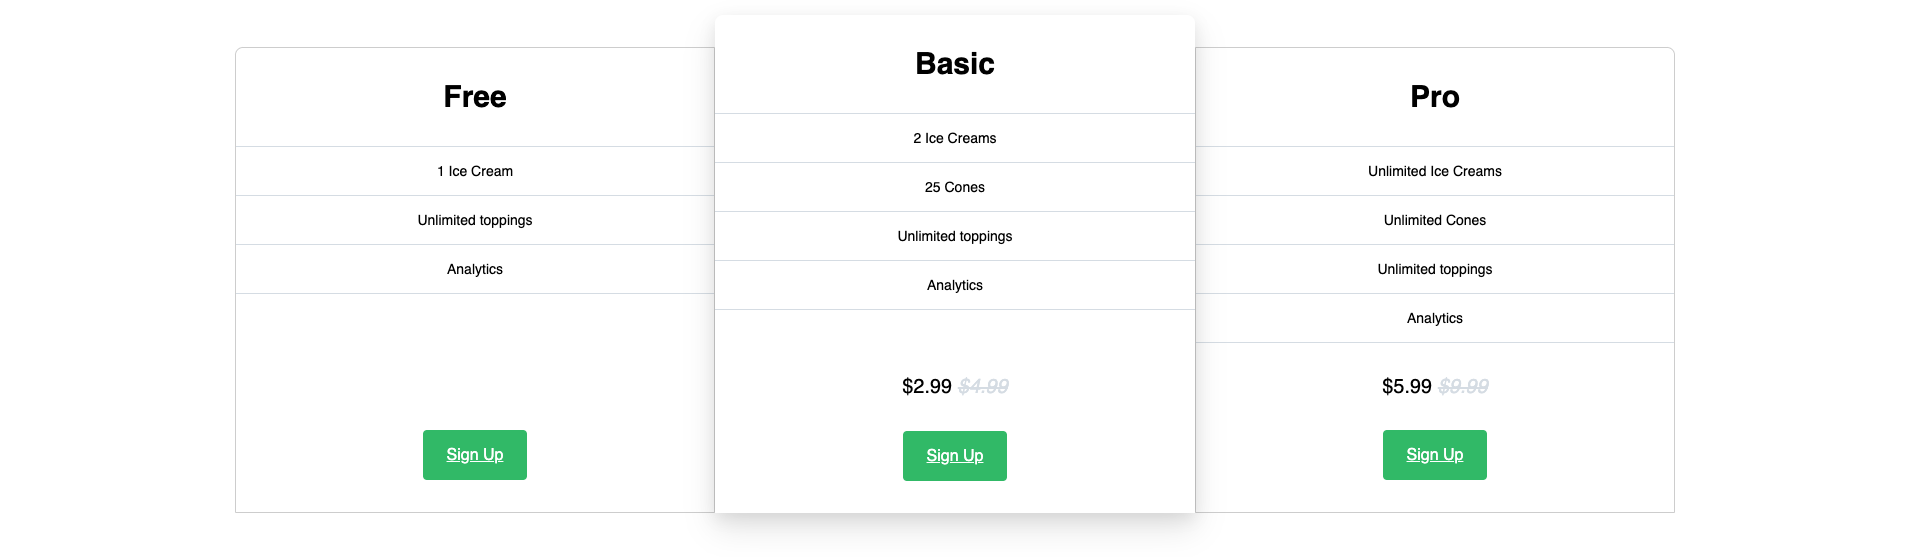 Free
1 Ice Cream
Unlimited toppings
Analytics
Sign Up
Basic
2 Ice Creams
25 Cones
Unlimited toppings
Analytics
$2.99 $4.99
Sign Up
Pro
Unlimited Ice Creams
Unlimited Cones
Unlimited toppings
Analytics
$5.99 $9.99
Sign Up